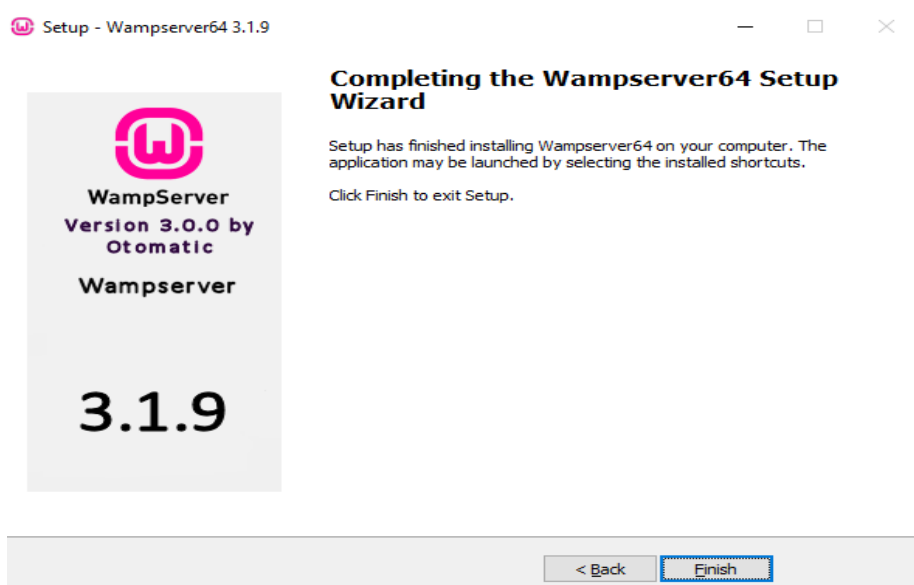 Setup - Wampserver64 3.1.9
Completing the Wampserver64 Setup
Wizard
Setup has finished installing Wampserver64 on your computer. The
application may be launched by selecting the installed shortcuts.
Click Finish to exit Setup.
WampServer
Version 3.0.0 by
Otomatic
Wampserver
3.1.9
< Back
Finish